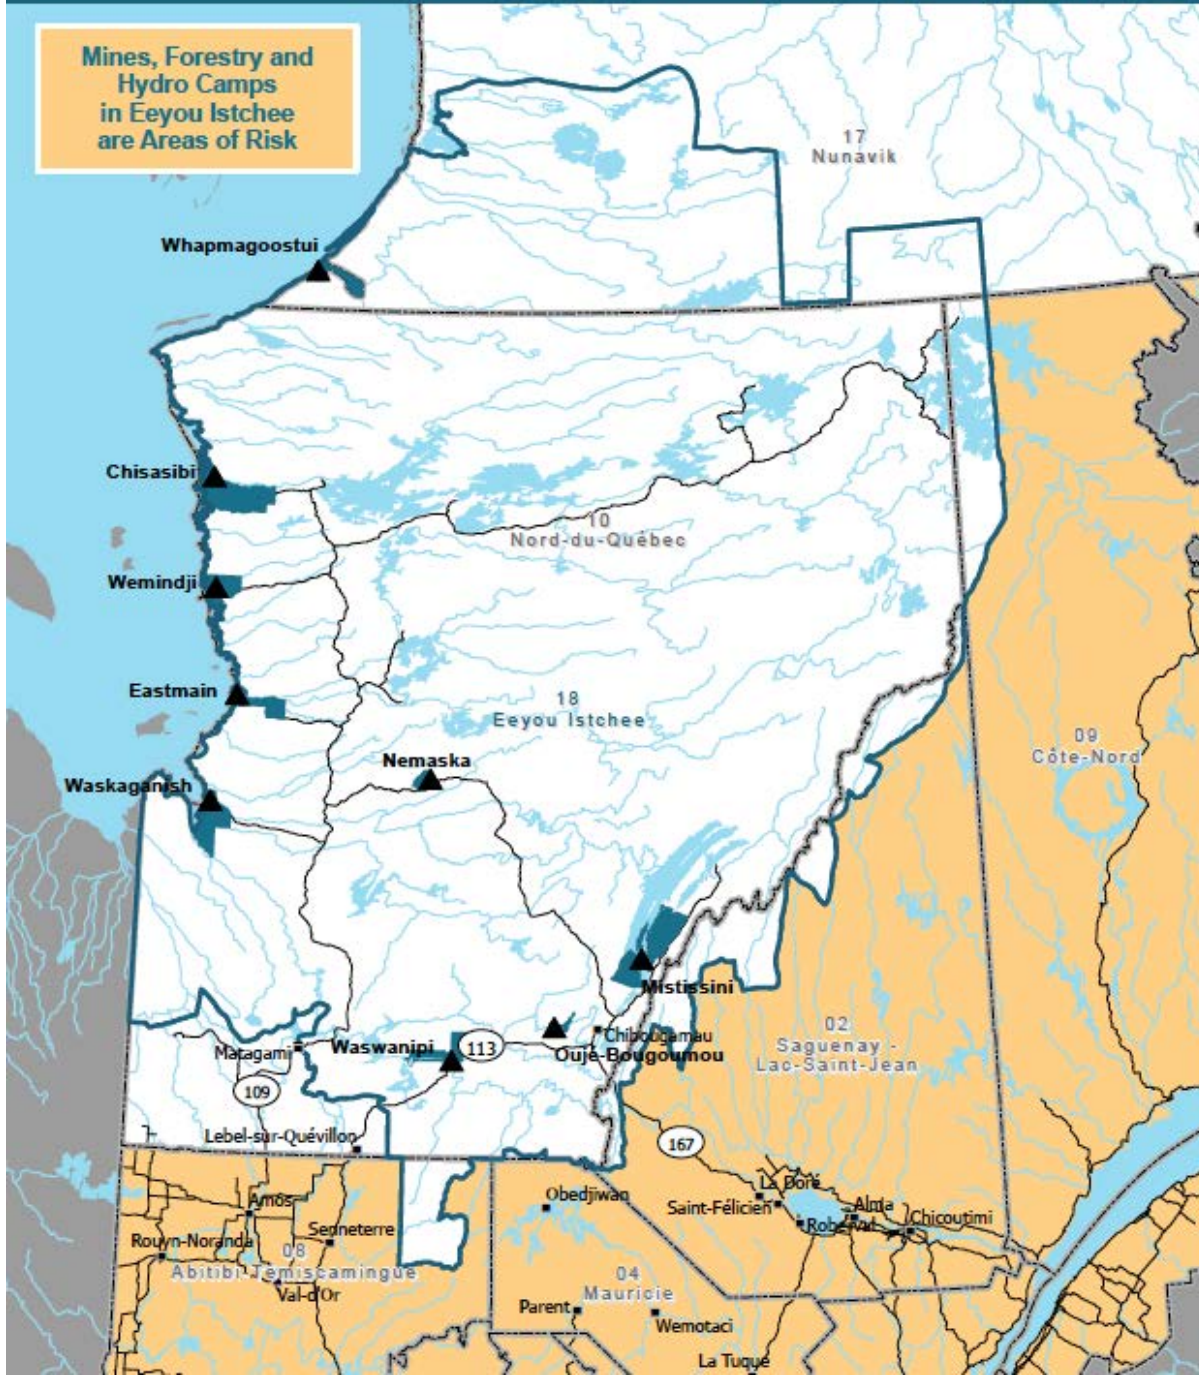 Mines, Forestry and
Hydro Camps
in Eeyou Istchee
are Areas of Risk
17
Nunavik
Whapmagoostui
Chisasibi
10
Nord-du-Québec
Wemindji
18
Eeyou Istchee
Eastmain
09
Côte-Nord
Nemaska
Waskaganish
Mistissini
02
Saguenay -
Lac-Saint-Jean
Chibougamau
Oujé-Bougoumou
Matagami
Waswanipi
113
109
Lebel-sur-Quévillon
167
La Doré
Obedjiwan
Saint-Félicien
Alma
Roberval
Chicoutimi
Amos
Senneterre
Rouyn-Noranda
08
Abitibi-Témiscamingue
Val-d'Or
04
Mauricie
Parent
Wemotaci
La Tuque